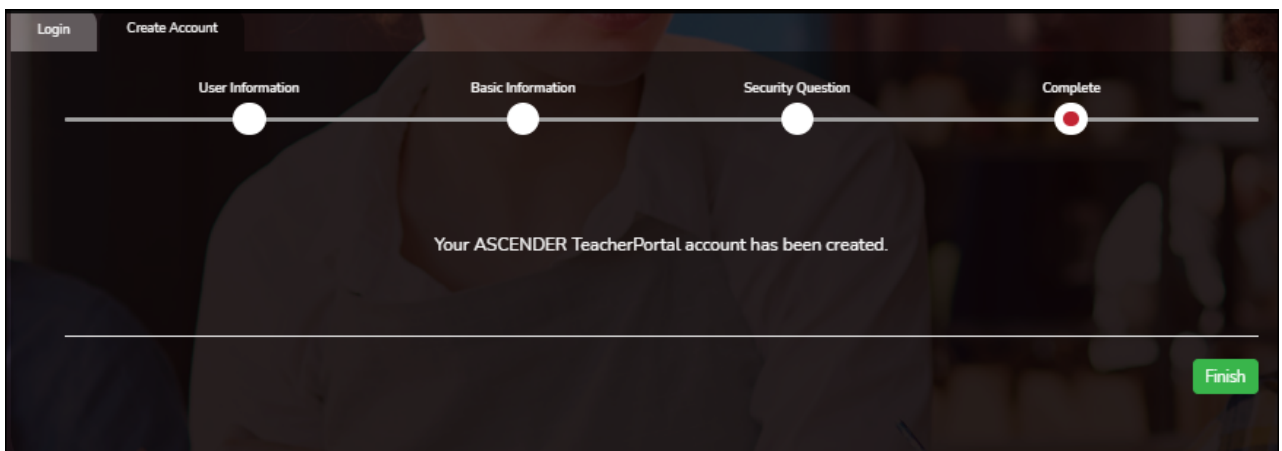 Login Create Account
User Information Basic Information Security Question Complete
Your ASCENDER TeacherPortal account has been created.
Finish